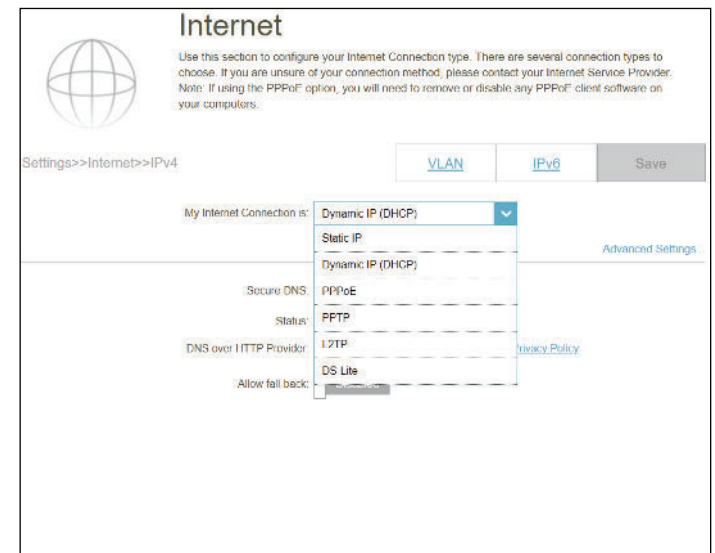 Internet
Use this section to configure your Internet Connection type. There are several connection types to
choose. If you are unsure of your connection method, please contact your Internet Service Provider.
Note: If using the PPPoE option, you will need to remove or disable any PPPoE client software on
your computers.
Settings>>Internet>>IPv4
VLAN
IPv6
Save
My Internet Connection is: Dynamic IP (DHCP)
Static IP
Advanced Settings
Dynamic IP (DHCP)
Secure DNS: PPPoE
Status: PPTP
DNS over HTTP Provider: L2TP
Privacy Policy
DS Lite
Allow fall back: